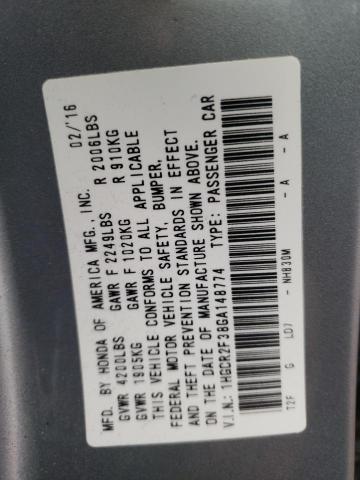 MFD. BY HONDA OF AMERICA MFG., INC. 02/'16
GVWR 4200LBS GAWR F 2249LBS R 2006LBS
GVWR 1905KG GAWR F 1020KG R 910KG
THIS VEHICLE CONFORMS TO ALL APPLICABLE
FEDERAL MOTOR VEHICLE SAFETY, BUMPER,
AND THEFT PREVENTION STANDARDS IN EFFECT
ON THE DATE OF MANUFACTURE SHOWN ABOVE.
V.I.N.: 1HGCR2F38GA148774 TYPE: PASSENGER CAR
T2F G LD7 - NH830M - A - A